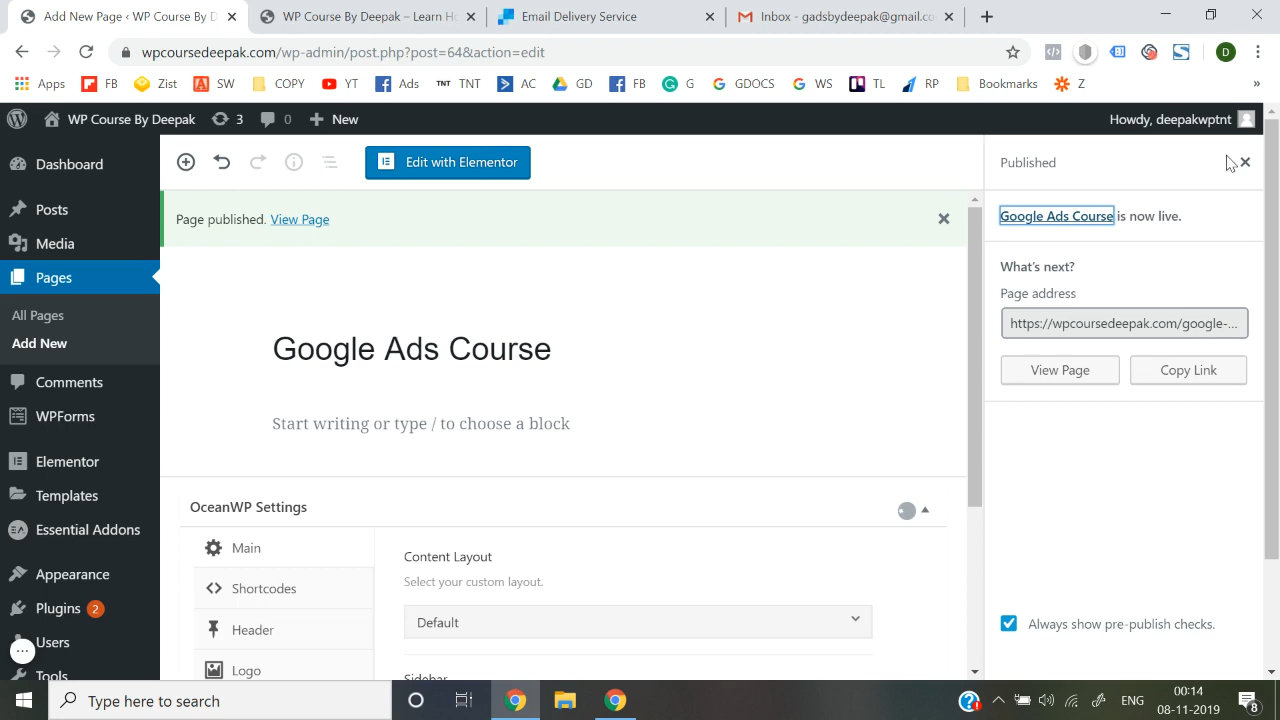 Add New Page ‹ WP Course By D
WP Course By Deepak – Learn H
Email Delivery Service
Inbox - gadsbydeepak@gmail.co
wpcoursedeepak.com/wp-admin/post.php?post=64&action=edit
D
Apps FB Zist SW COPY YT Ads TNT TNT AC GD FB G GDOCS WS TL RP Bookmarks Z »
WP Course By Deepak 3 0 New
Howdy, deepakwptnt
Dashboard
Posts
Media
Pages
All Pages
Add New
Comments
WPForms
Elementor
Templates
Essential Addons
Appearance
Plugins 2
Users
Tools
Edit with Elementor
Page published. View Page
Google Ads Course
Start writing or type / to choose a block
OceanWP Settings
Main
Shortcodes
Header
Logo
Content Layout
Select your custom layout.
Default
Sidebar
Published
Google Ads Course is now live.
What's next?
Page address
https://wpcoursedeepak.com/google-...
View Page
Copy Link
Always show pre-publish checks.
Type here to search
ENG
00:14
08-11-2019
8